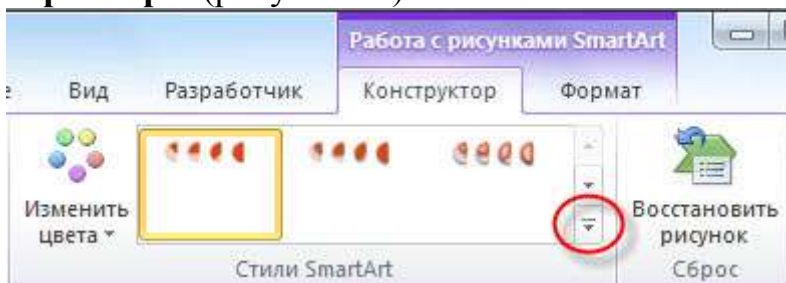 Работа с рисунками SmartArt
Вид Разработчик Конструктор Формат
Изменить цвета
Восстановить рисунок
Стили SmartArt Сброс